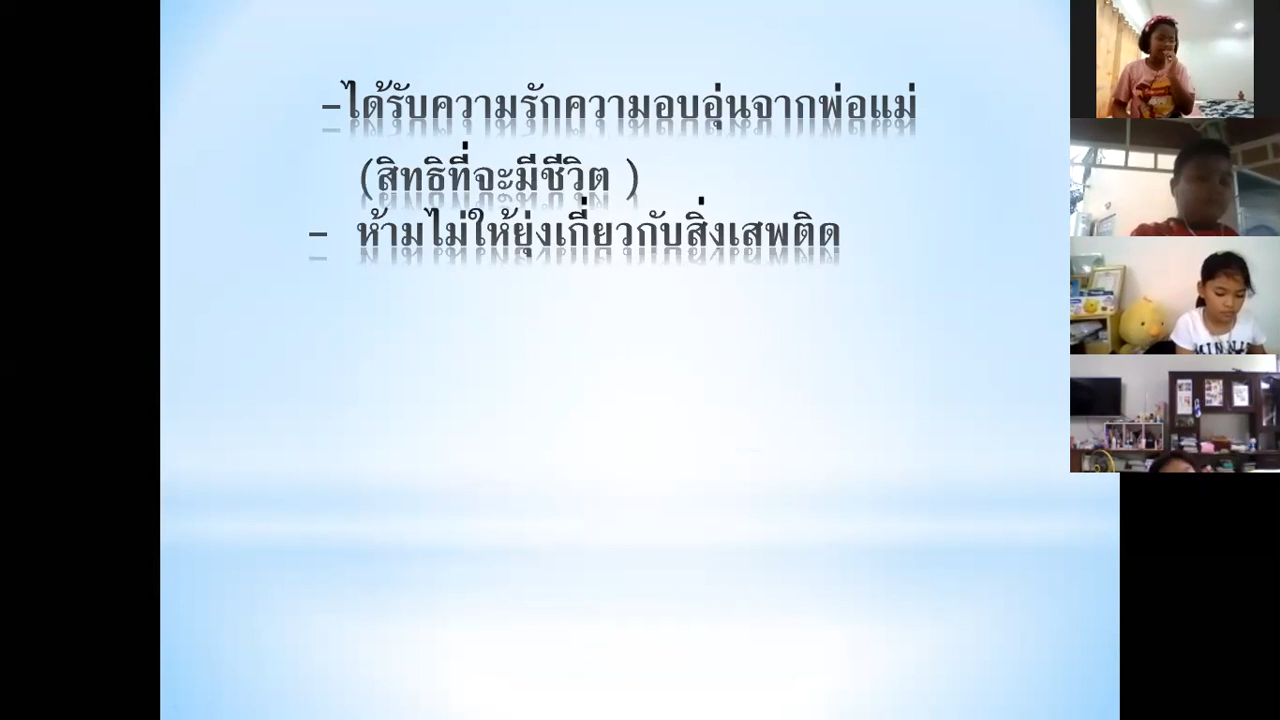 -ได้รับความรักความอบอุ่นจากพ่อแม่
(สิทธิที่จะมีชีวิต )
- ห้ามไม่ให้ยุ่งเกี่ยวกับสิ่งเสพติด